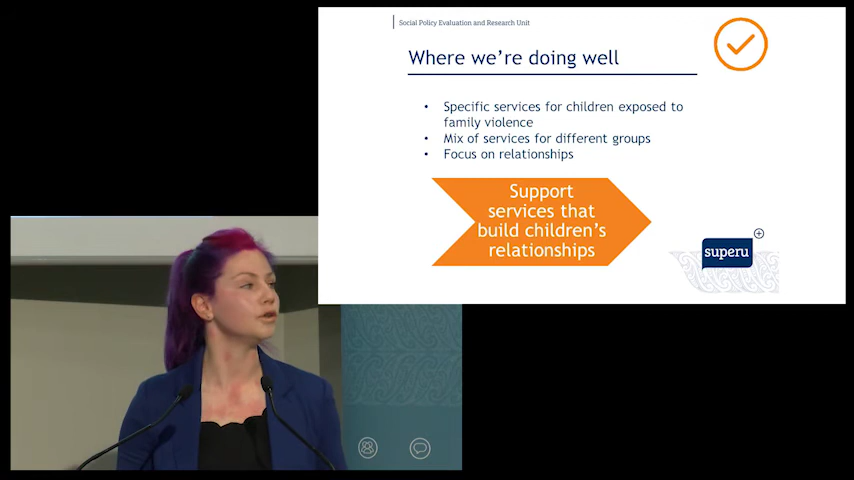 Social Policy Evaluation and Research Unit
Where we're doing well
• Specific services for children exposed to
family violence
• Mix of services for different groups
• Focus on relationships
Support
services that
build children's
relationships
superu